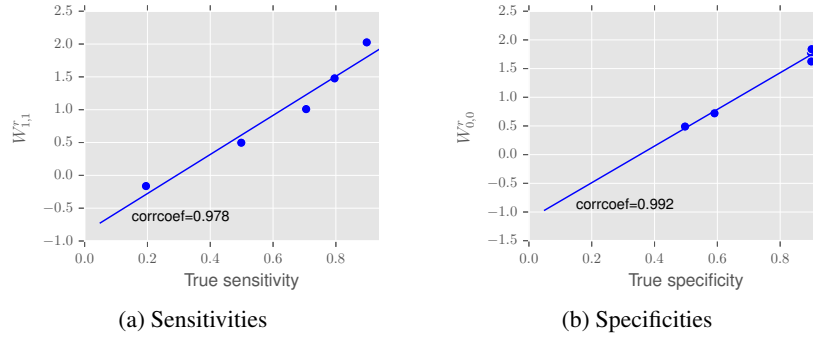 2.5
2.0
1.5
1.0
0.5
0.0
−0.5
−1.0
W^r_{1,1}
corrcoef=0.978
0.0 0.2 0.4 0.6 0.8
True sensitivity
(a) Sensitivities
2.5
2.0
1.5
1.0
0.5
0.0
−0.5
−1.0
−1.5
W^r_{0,0}
corrcoef=0.992
0.0 0.2 0.4 0.6 0.8
True specificity
(b) Specificities